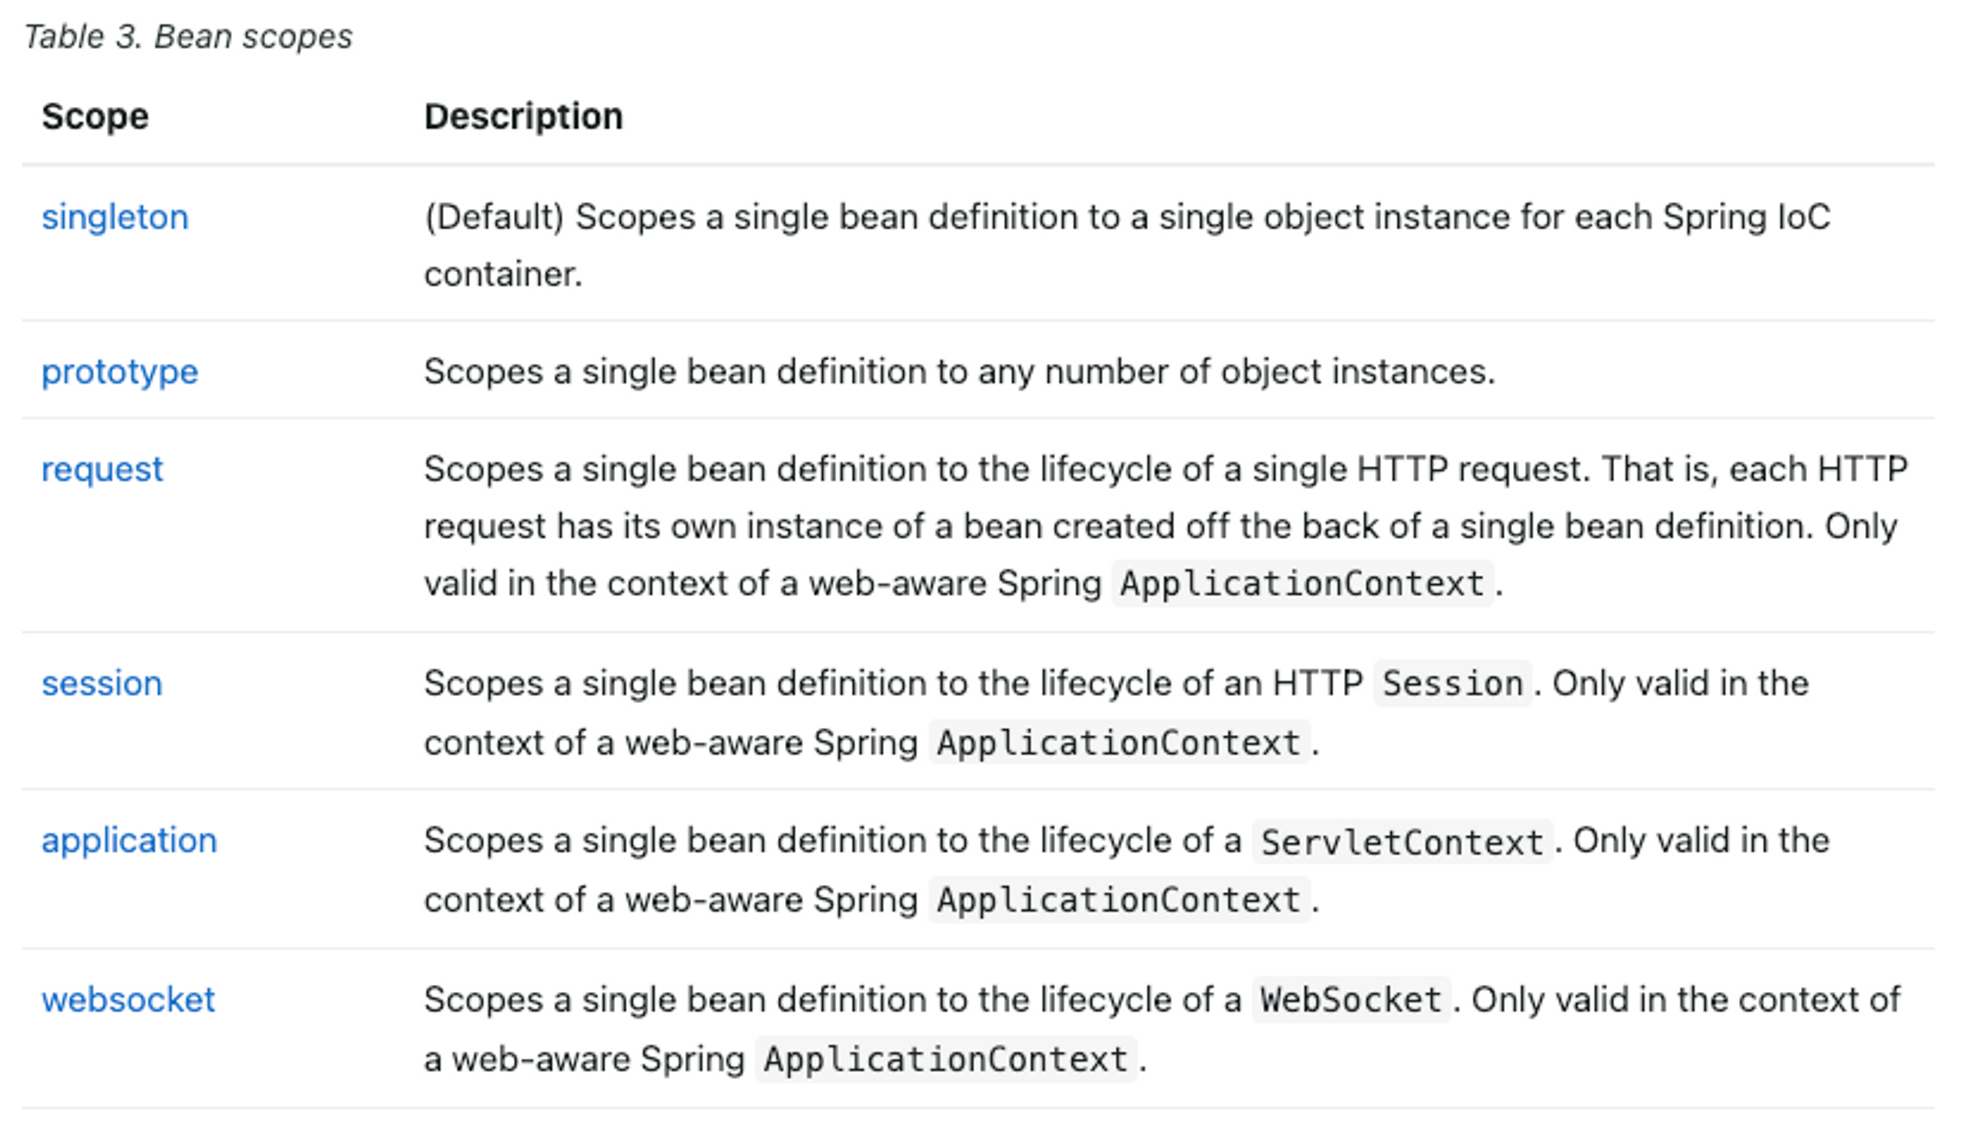 Table 3. Bean scopes
Scope Description
singleton (Default) Scopes a single bean definition to a single object instance for each Spring IoC
container.
prototype Scopes a single bean definition to any number of object instances.
request Scopes a single bean definition to the lifecycle of a single HTTP request. That is, each HTTP
request has its own instance of a bean created off the back of a single bean definition. Only
valid in the context of a web-aware Spring ApplicationContext.
session Scopes a single bean definition to the lifecycle of an HTTP Session. Only valid in the
context of a web-aware Spring ApplicationContext.
application Scopes a single bean definition to the lifecycle of a ServletContext. Only valid in the
context of a web-aware Spring ApplicationContext.
websocket Scopes a single bean definition to the lifecycle of a WebSocket. Only valid in the context of
a web-aware Spring ApplicationContext.